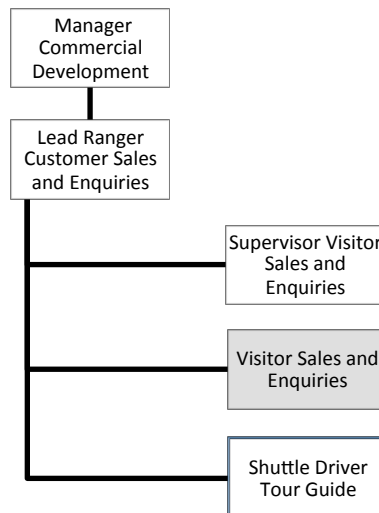 Manager
Commercial
Development
Lead Ranger
Customer Sales
and Enquiries
Supervisor Visitor
Sales and
Enquiries
Visitor Sales and
Enquiries
Shuttle Driver
Tour Guide